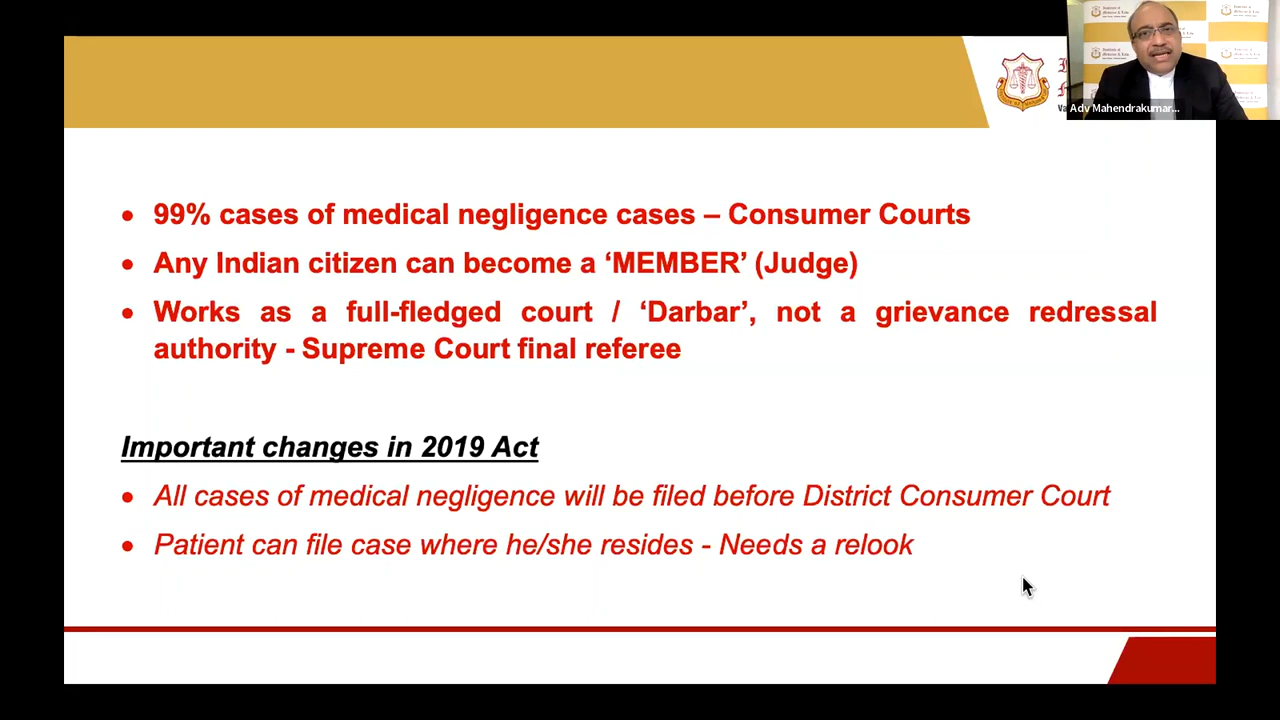 Adv Mahendrakumar...
• 99% cases of medical negligence cases – Consumer Courts
• Any Indian citizen can become a ‘MEMBER’ (Judge)
• Works as a full-fledged court / ‘Darbar’, not a grievance redressal
authority - Supreme Court final referee
Important changes in 2019 Act
• All cases of medical negligence will be filed before District Consumer Court
• Patient can file case where he/she resides - Needs a relook